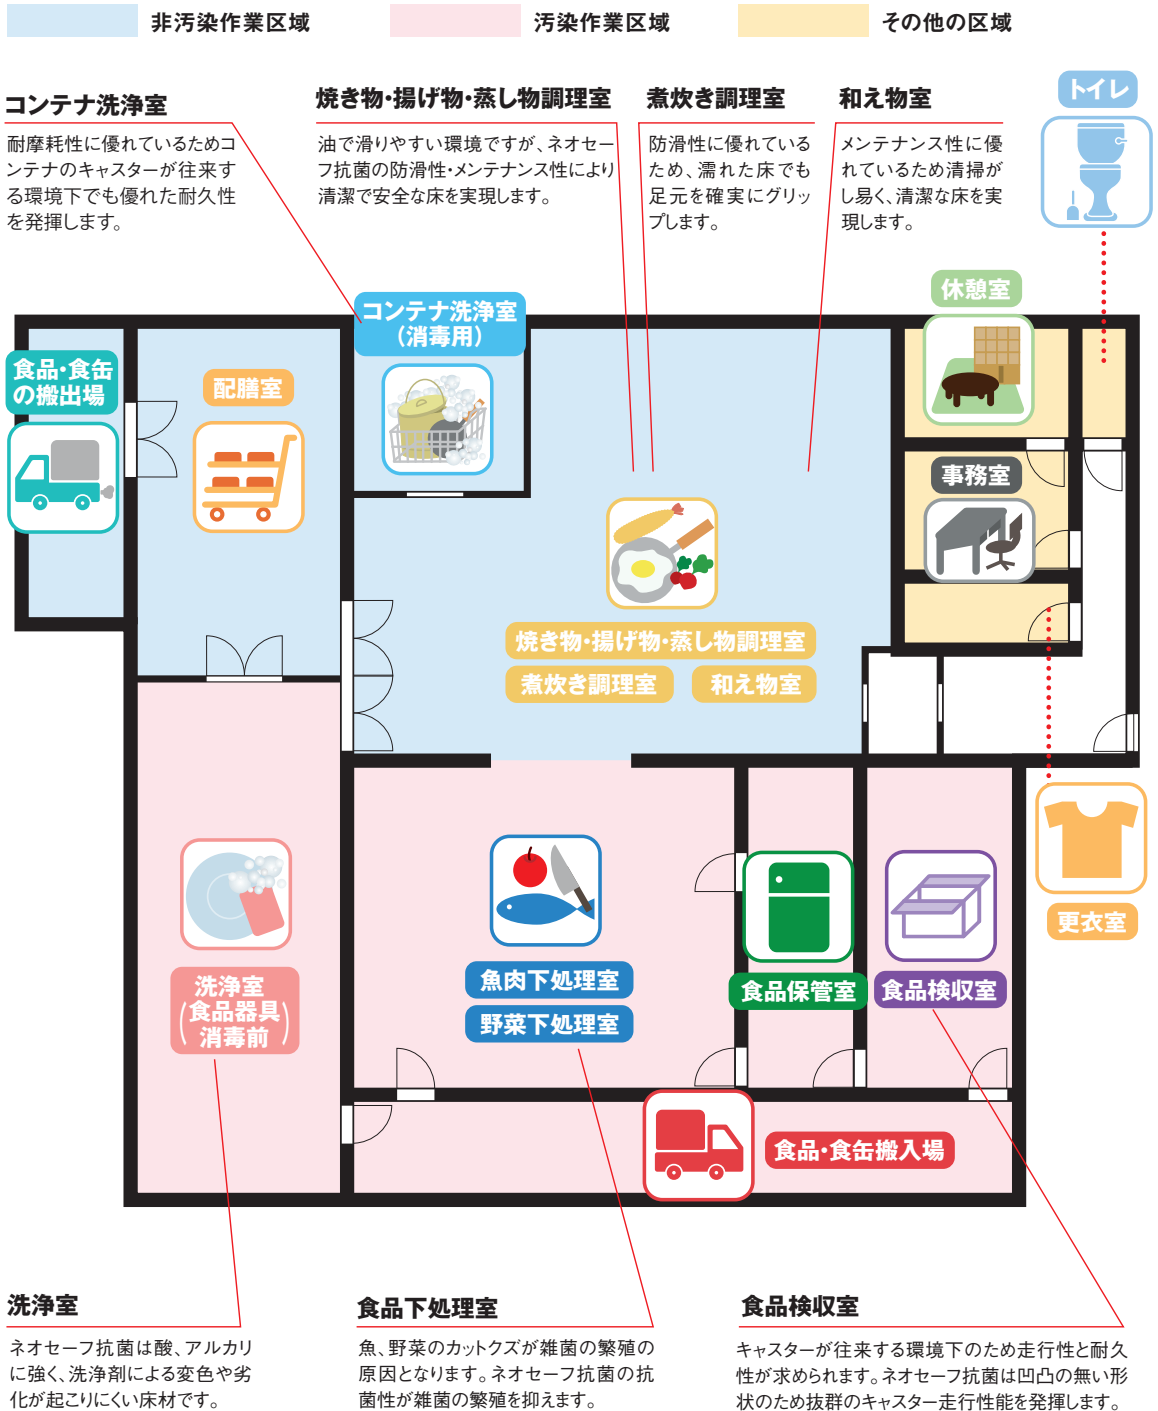 非汚染作業区域
汚染作業区域
その他の区域
コンテナ洗浄室
耐摩耗性に優れているためコ
ンテナのキャスターが往来す
る環境下でも優れた耐久性
を発揮します。
焼き物・揚げ物・蒸し物調理室
油で滑りやすい環境ですが、ネオセー
フ抗菌の防滑性・メンテナンス性により
清潔で安全な床を実現します。
煮炊き調理室
防滑性に優れている
ため、濡れた床でも
足元を確実にグリッ
プします。
和え物室
メンテナンス性に優
れているため清掃が
し易く、清潔な床を実
現します。
トイレ
休憩室
コンテナ洗浄室
（消毒用）
食品・食缶
の搬出場
配膳室
事務室
焼き物・揚げ物・蒸し物調理室
煮炊き調理室
和え物室
更衣室
魚肉下処理室
野菜下処理室
食品保管室
食品検収室
洗浄室
（食品器具
消毒前）
食品・食缶搬入場
洗浄室
ネオセーフ抗菌は酸、アルカリ
に強く、洗浄剤による変色や劣
化が起こりにくい床材です。
食品下処理室
魚、野菜のカットクズが雑菌の繁殖の
原因となります。ネオセーフ抗菌の抗
菌性が雑菌の繁殖を抑えます。
食品検収室
キャスターが往来する環境下のため走行性と耐久
性が求められます。ネオセーフ抗菌は凹凸の無い形
状のため抜群のキャスター走行性能を発揮します。